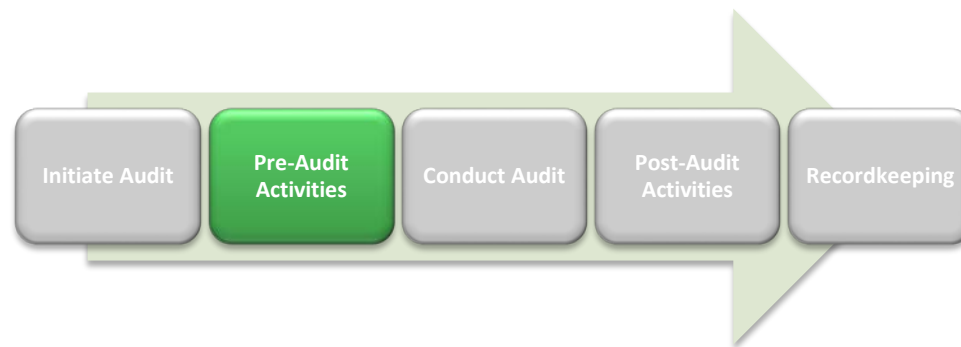 Initiate Audit
Pre-Audit
Activities
Conduct Audit
Post-Audit
Activities
Recordkeeping